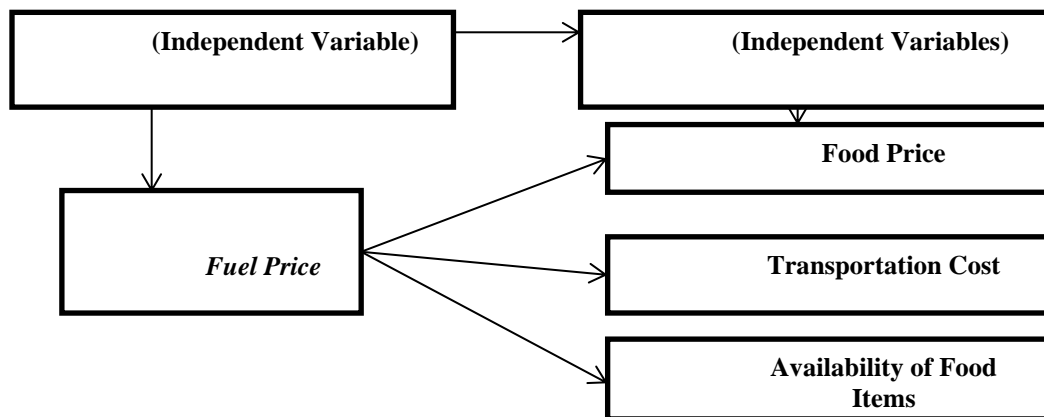 (Independent Variable)
(Independent Variables)
Food Price
Fuel Price
Transportation Cost
Availability of Food
Items